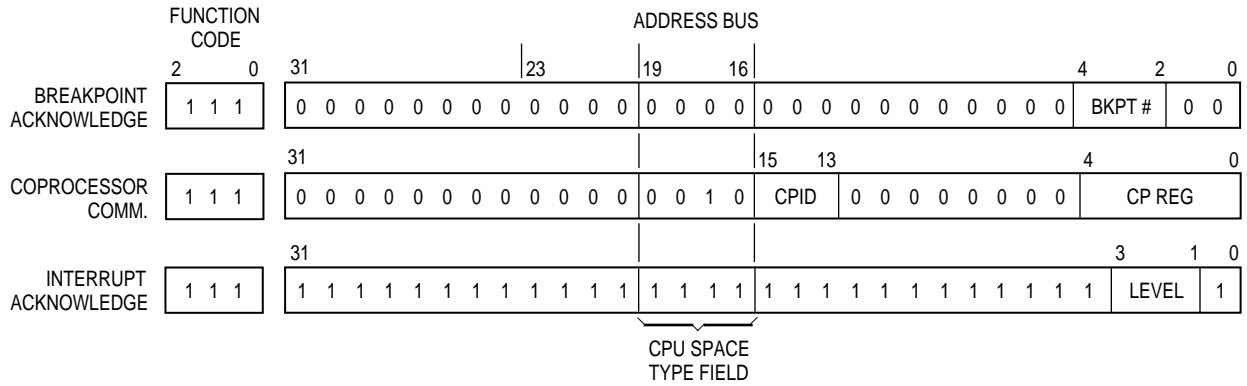 FUNCTION CODE ADDRESS BUS
2 0 31 23 19 16 4 2 0
BREAKPOINT ACKNOWLEDGE 1 1 1 0 0 0 0 0 0 0 0 0 0 0 0 0 0 0 0 0 0 0 0 0 0 0 0 0 0 0 BKPT # 0 0
31 15 13 4 0
COPROCESSOR COMM. 1 1 1 0 0 0 0 0 0 0 0 0 0 0 0 0 0 1 0 CPID 0 0 0 0 0 0 0 0 CP REG
31 3 1 0
INTERRUPT ACKNOWLEDGE 1 1 1 1 1 1 1 1 1 1 1 1 1 1 1 1 1 1 1 1 1 1 1 1 1 1 1 1 1 1 1 LEVEL 1
CPU SPACE
TYPE FIELD